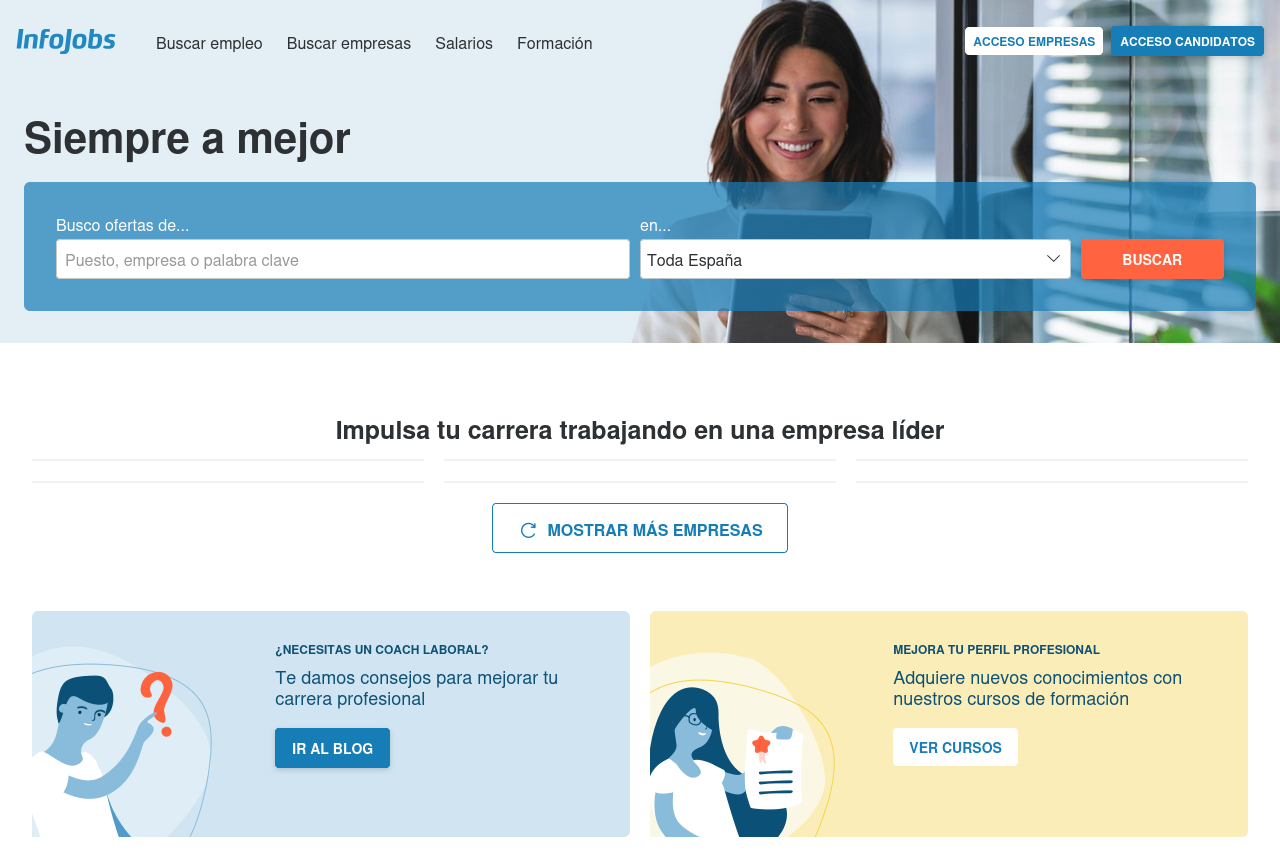 InfoJobs
Buscar empleo
Buscar empresas
Salarios
Formación
ACCESO EMPRESAS
ACCESO CANDIDATOS
Siempre a mejor
Busco ofertas de...
en...
Puesto, empresa o palabra clave
Toda España
BUSCAR
Impulsa tu carrera trabajando en una empresa líder
MOSTRAR MÁS EMPRESAS
¿NECESITAS UN COACH LABORAL?
Te damos consejos para mejorar tu
carrera profesional
IR AL BLOG
MEJORA TU PERFIL PROFESIONAL
Adquiere nuevos conocimientos con
nuestros cursos de formación
VER CURSOS